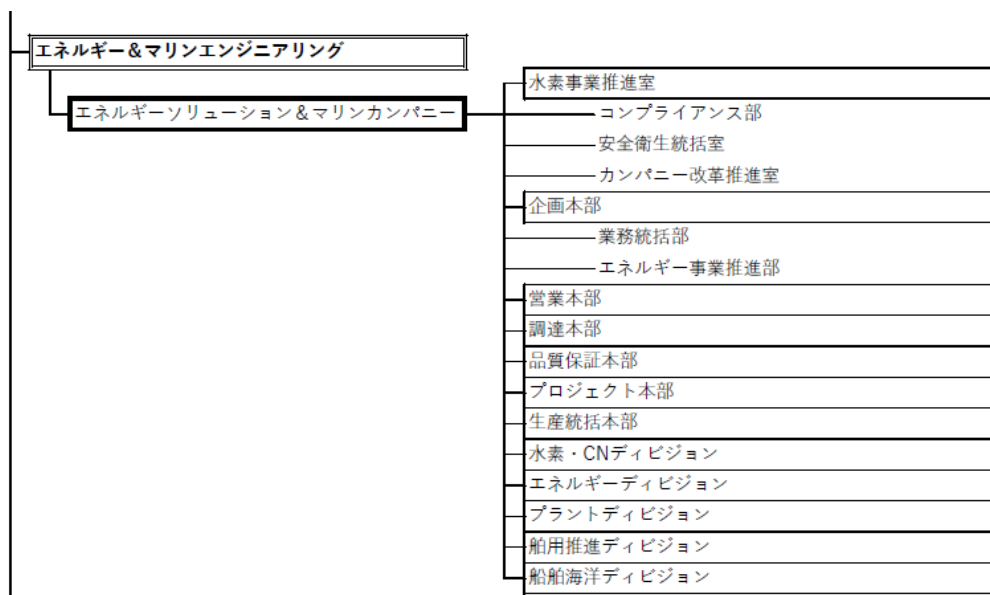 エネルギー＆マリンエンジニアリング
エネルギーソリューション＆マリンカンパニー
水素事業推進室
コンプライアンス部
安全衛生統括室
カンパニー改革推進室
企画本部
業務統括部
エネルギー事業推進部
営業本部
調達本部
品質保証本部
プロジェクト本部
生産統括本部
水素・CNディビジョン
エネルギーディビジョン
プラントディビジョン
舶用推進ディビジョン
船舶海洋ディビジョン